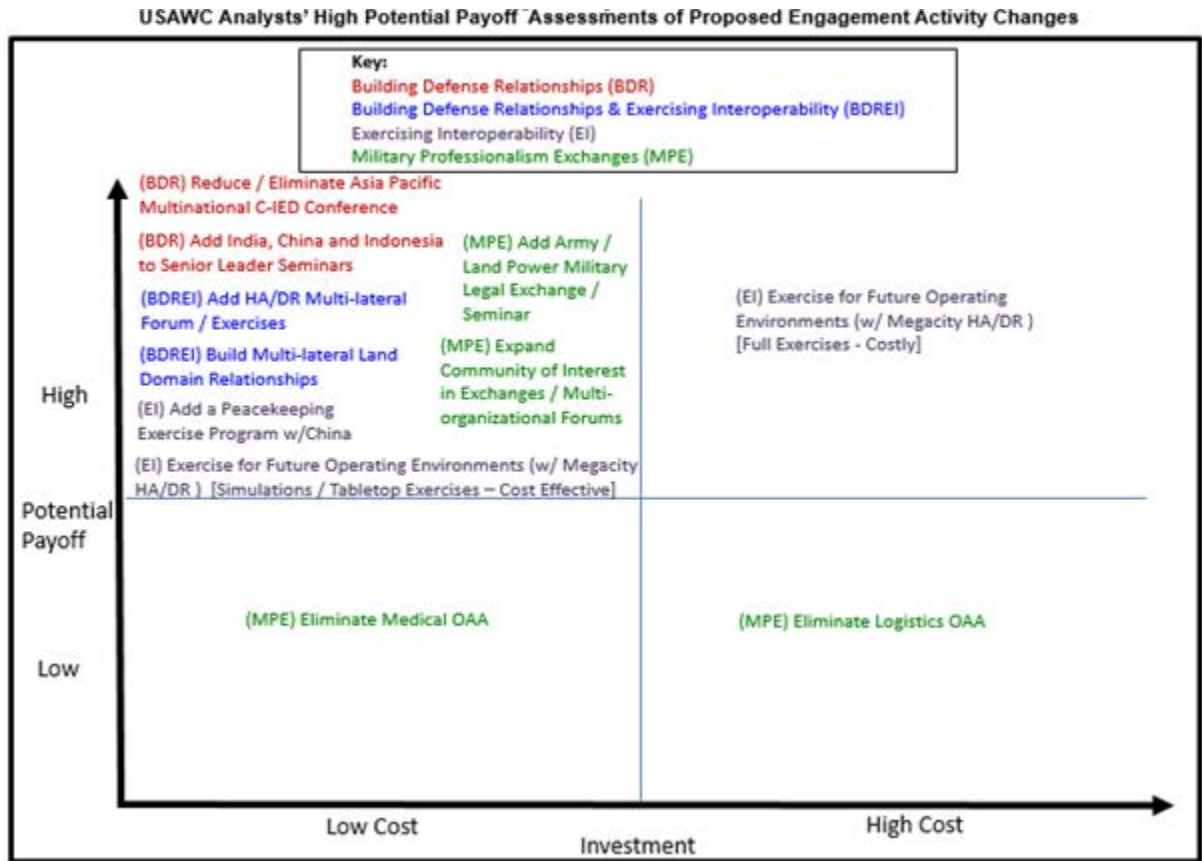 USAWC Analysts' High Potential Payoff Assessments of Proposed Engagement Activity Changes
Key:
Building Defense Relationships (BDR)
Building Defense Relationships & Exercising Interoperability (BDREI)
Exercising Interoperability (EI)
Military Professionalism Exchanges (MPE)
(BDR) Reduce / Eliminate Asia Pacific
Multinational C-IED Conference
(BDR) Add India, China and Indonesia
to Senior Leader Seminars
(BDREI) Add HA/DR Multi-lateral
Forum / Exercises
(BDREI) Build Multi-lateral Land
Domain Relationships
(EI) Add a Peacekeeping
Exercise Program w/China
(EI) Exercise for Future Operating Environments (w/ Megacity
HA/DR ) [Simulations / Tabletop Exercises – Cost Effective]
(MPE) Add Army /
Land Power Military
Legal Exchange /
Seminar
(MPE) Expand
Community of Interest
in Exchanges / Multi-
organizational Forums
(EI) Exercise for Future Operating
Environments (w/ Megacity HA/DR )
[Full Exercises - Costly]
High
Potential
Payoff
Low
(MPE) Eliminate Medical OAA
(MPE) Eliminate Logistics OAA
Low Cost
High Cost
Investment